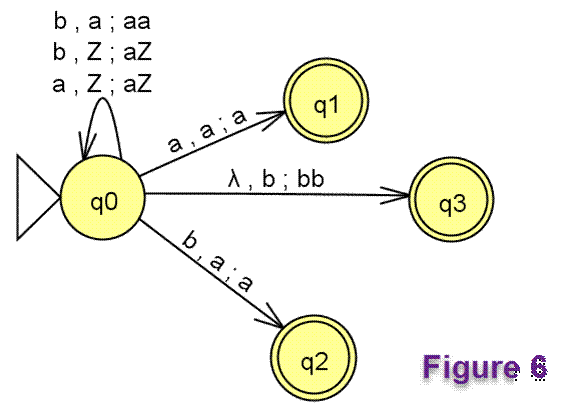 b , a ; aa
b , Z ; aZ
a , Z ; aZ
q1
a , a ; a
λ , b ; bb
q0
q3
b , a ; a
q2
Figure 6